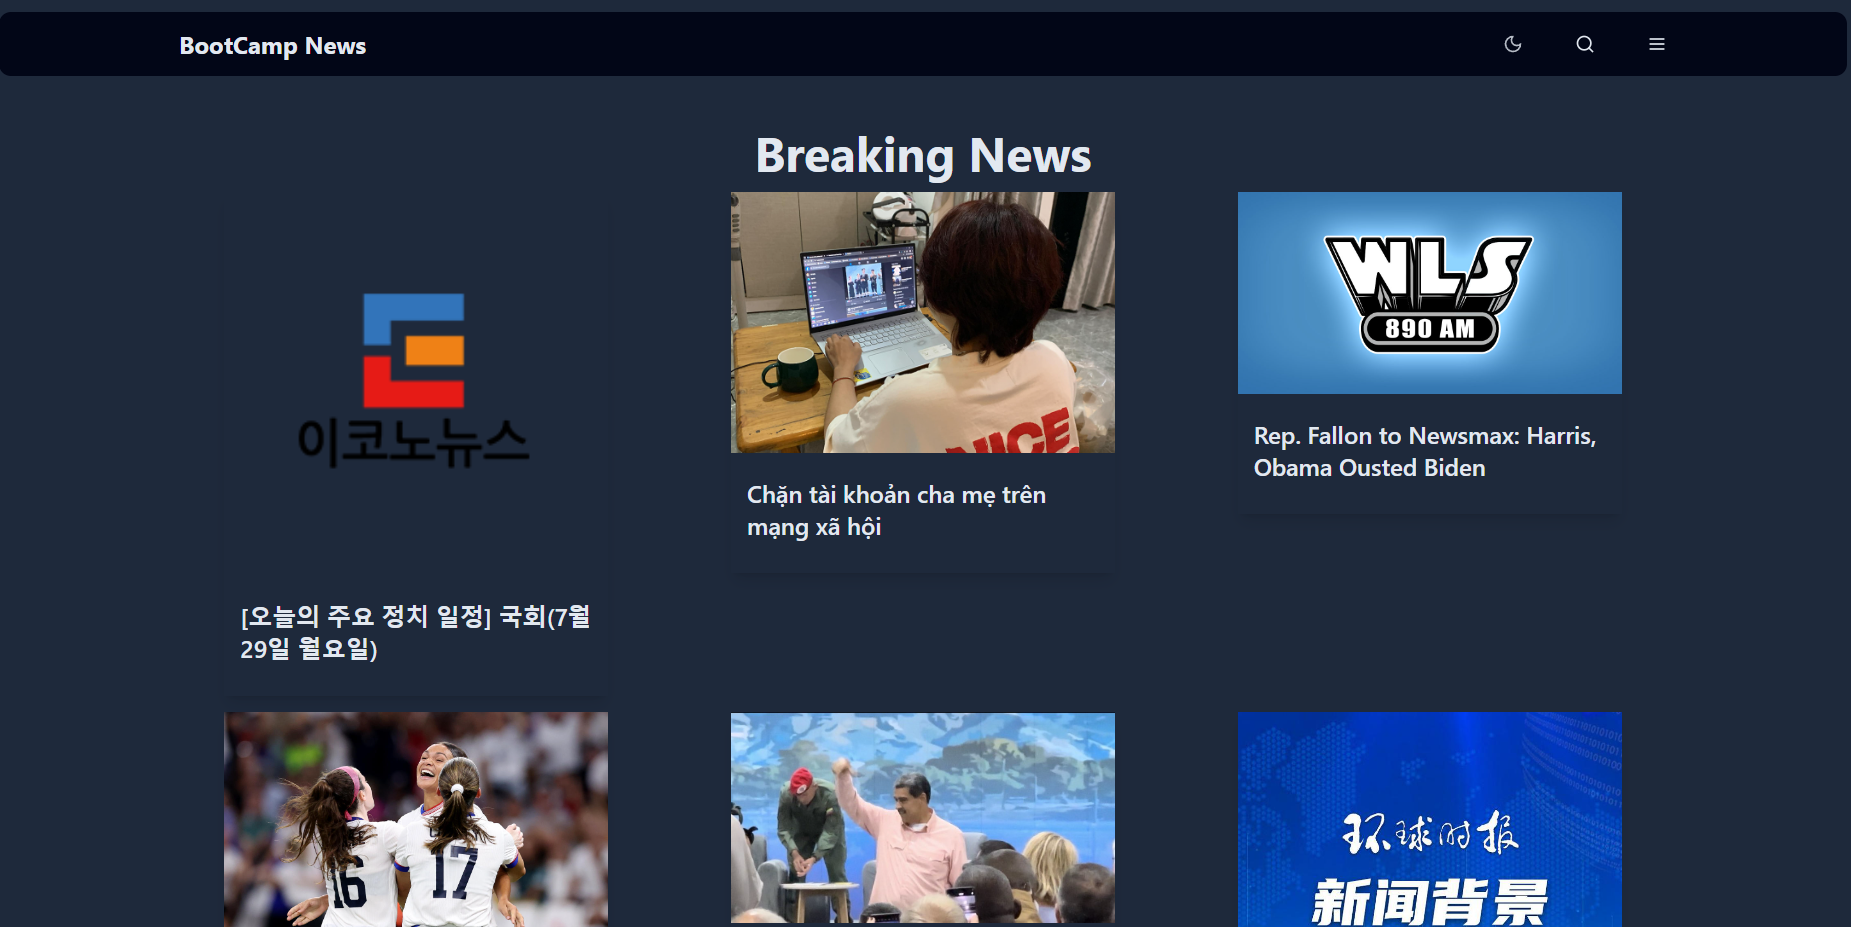 BootCamp News
Breaking News
이코노뉴스
[오늘의 주요 정치 일정] 국회(7월
29일 월요일)
NICE
Chặn tài khoản cha mẹ trên
mạng xã hội
WLS
890 AM
Rep. Fallon to Newsmax: Harris,
Obama Ousted Biden
16
17
环球时报
新闻背景